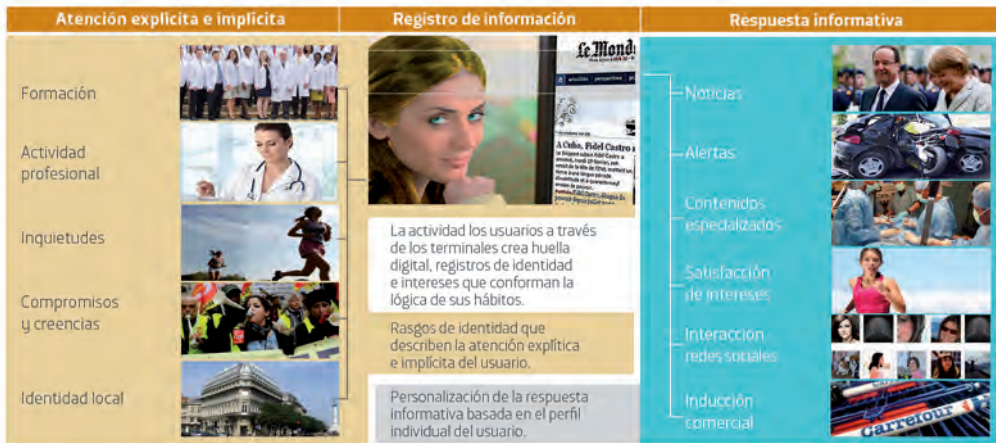 Atención explícita e implícita
Registro de información
Respuesta informativa
Formación
Actividad
profesional
Inquietudes
Compromisos
y creencias
Identidad local
Le Mond
A Cuba, Fidel Castro
La actividad los usuarios a través
de los terminales crea huella
digital, registros de identidad
e intereses que conforman la
lógica de sus hábitos.
Rasgos de identidad que
describen la atención explítica
e implícita del usuario.
Personalización de la respuesta
informativa basada en el perfil
individual del usuario.
Noticias
Alertas
Contenidos
especializados
Satisfacción
de intereses
Interaccion
redes sociales
Inducción
comercial
Carrefour